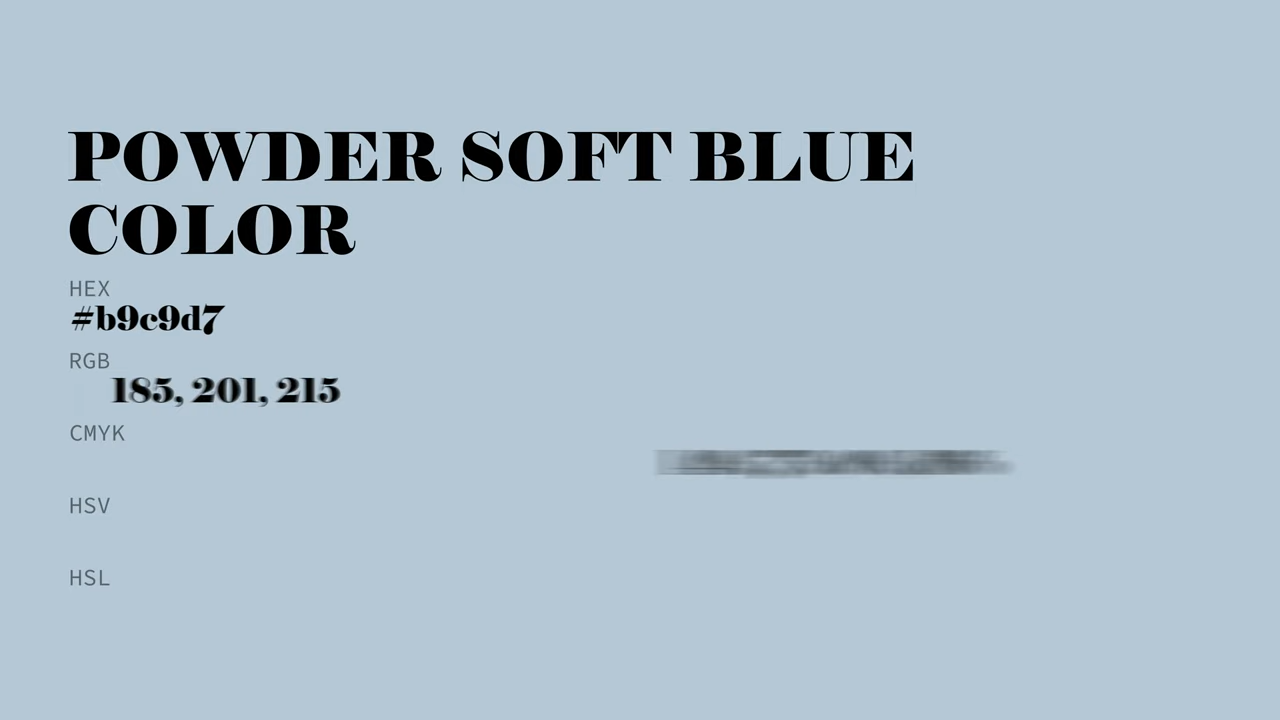 POWDER SOFT BLUE
COLOR
HEX
#b9c9d7
RGB
185, 201, 215
CMYK
HSV
HSL